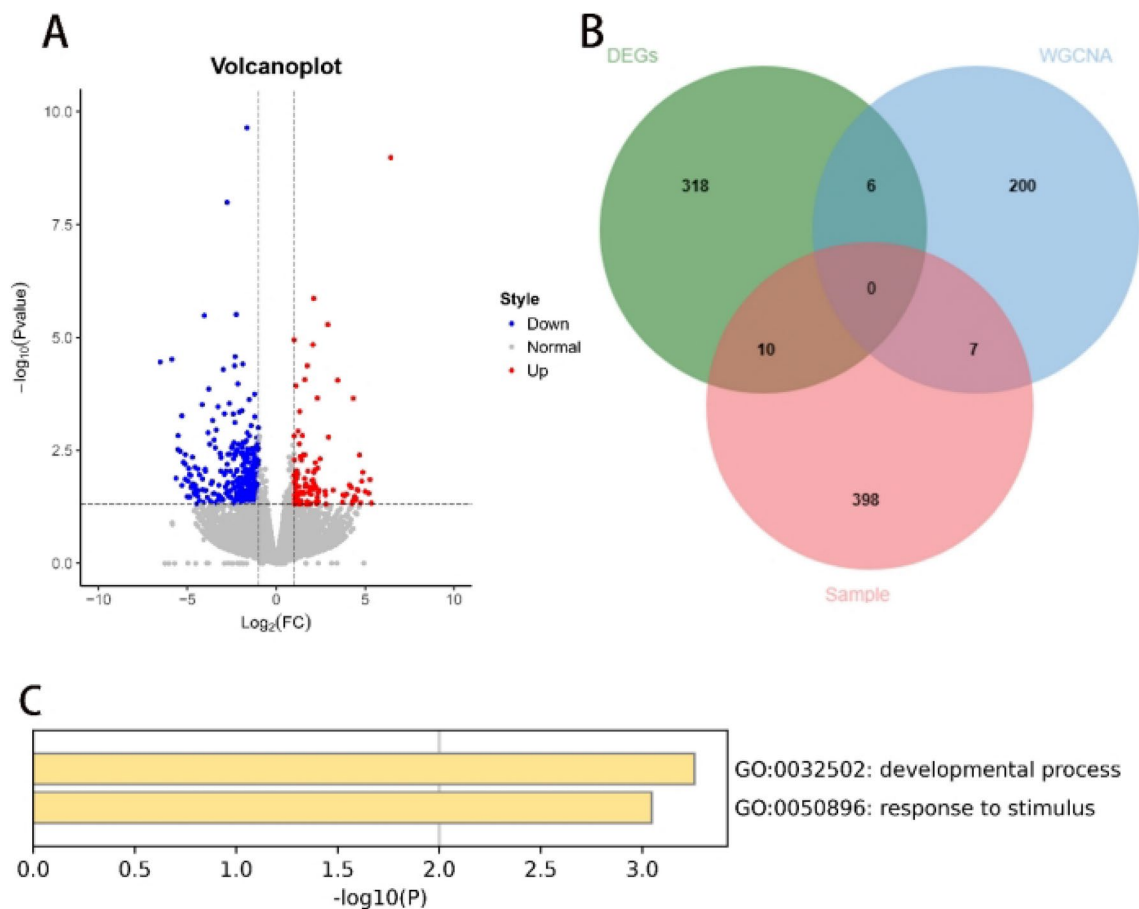 A
Volcanoplot
10.0
7.5
5.0
2.5
0.0
−log10(Pvalue)
−10
−5
0
5
10
Log2(FC)
Style
Down
Normal
Up
B
DEGs
WGCNA
318
6
200
0
10
7
398
Sample
C
GO:0032502: developmental process
GO:0050896: response to stimulus
0.0
0.5
1.0
1.5
2.0
2.5
3.0
-log10(P)